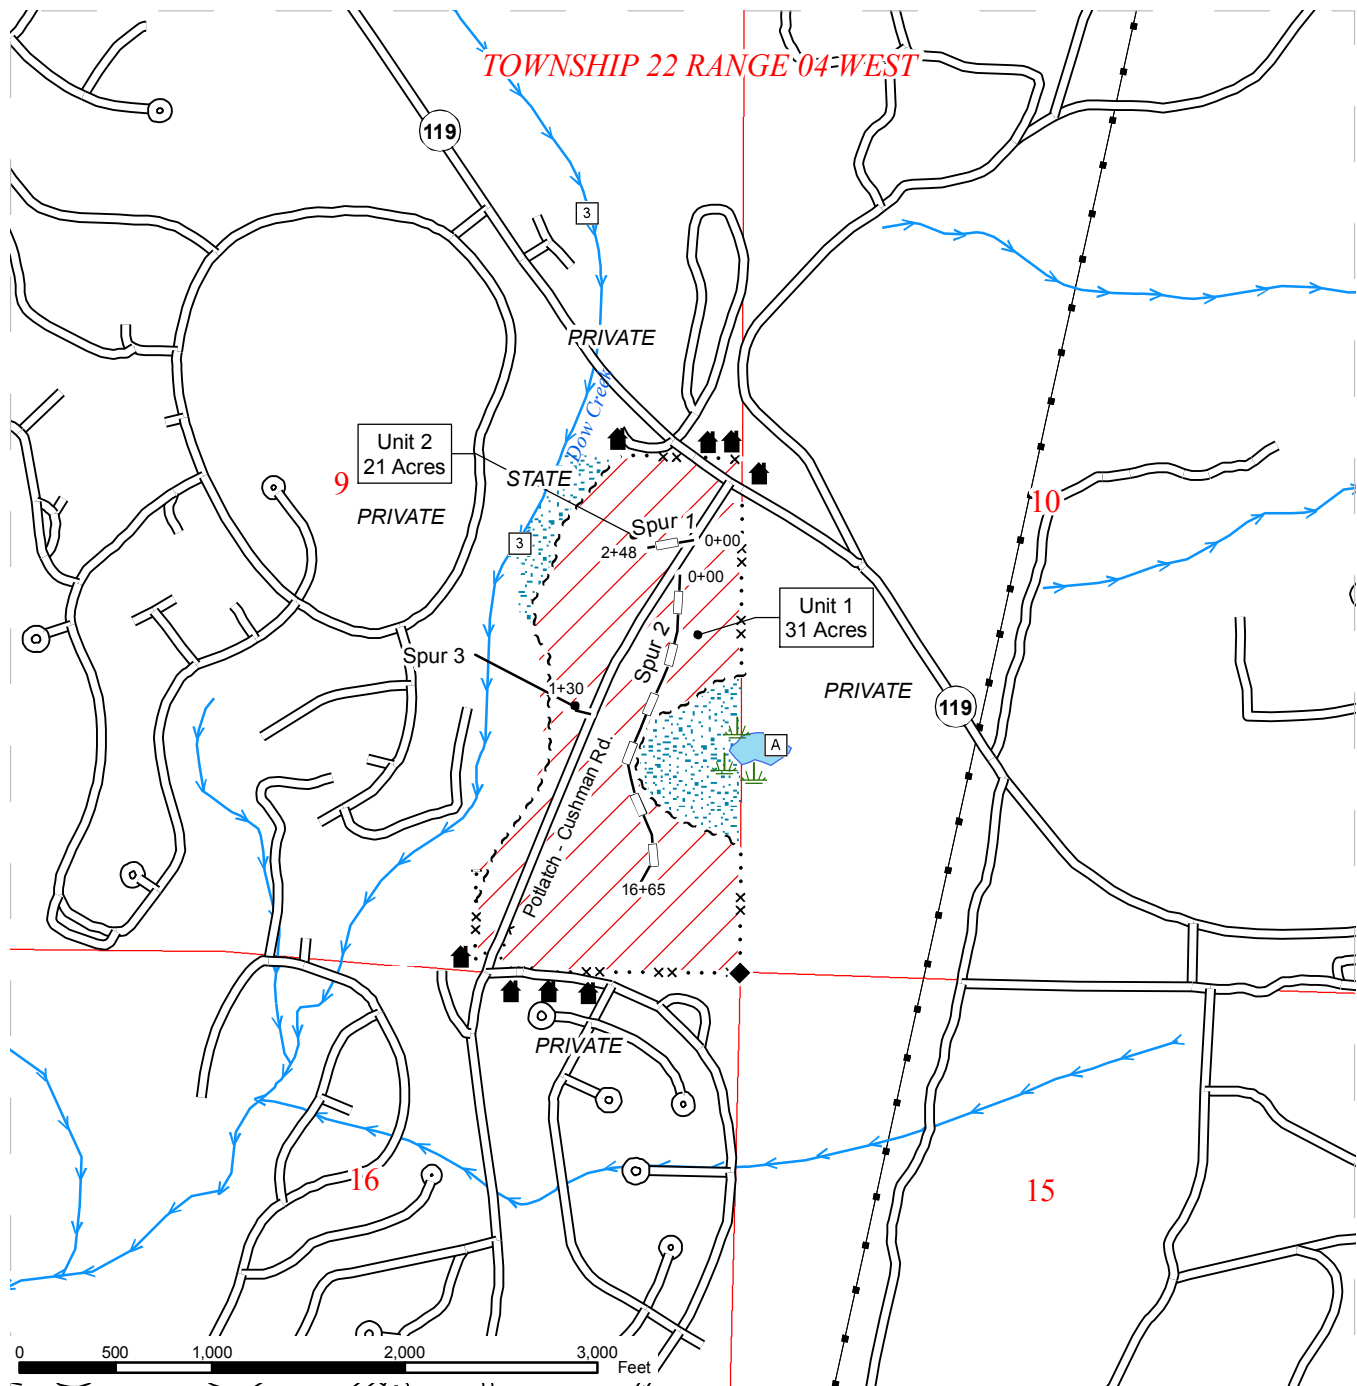 TOWNSHIP 22 RANGE 04 WEST
119
3
PRIVATE
Dow Creek
Unit 2
21 Acres
9
STATE
PRIVATE
10
Spur 1
3
2+48
0+00
0+00
Unit 1
31 Acres
Spur 2
Spur 3
1+30
PRIVATE
119
A
Potlatch - Cushman Rd.
16+65
PRIVATE
16
15
0 500 1,000 2,000 3,000
Feet